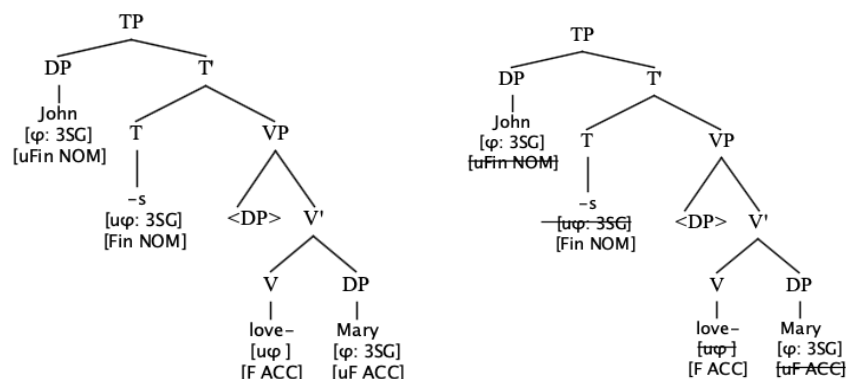 TP
DP T'
John
[φ: 3SG]
[uFin NOM]
T VP
-s
[uφ: 3SG]
[Fin NOM]
<DP> V'
V DP
love- Mary
[uφ ] [φ: 3SG]
[F ACC] [uF ACC]
TP
DP T'
John
[φ: 3SG]
[uFin NOM]
T VP
-s
[uφ: 3SG]
[Fin NOM]
<DP> V'
V DP
love- Mary
[uφ ] [φ: 3SG]
[F ACC] [uF ACC]